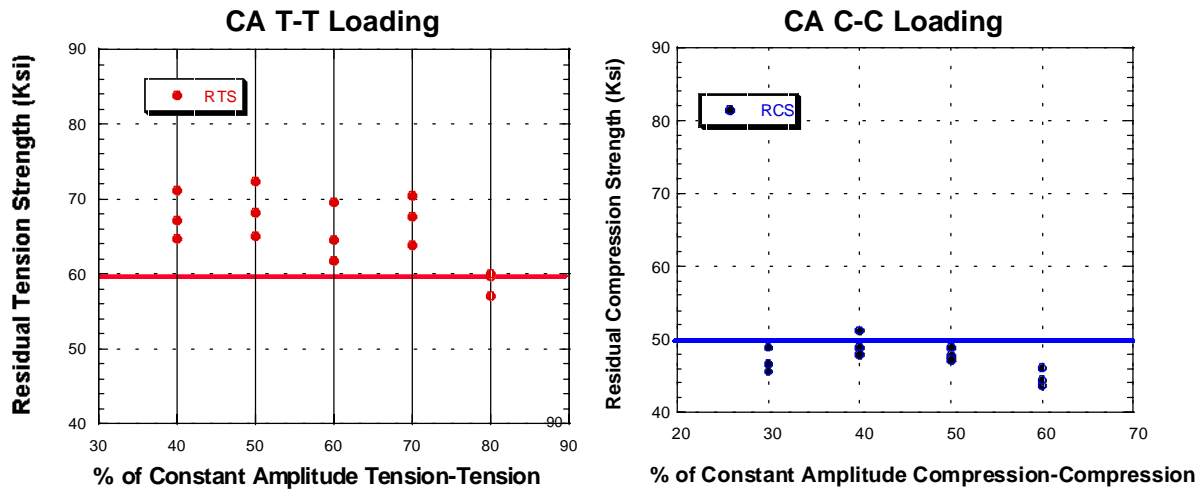 CA T-T Loading
Residual Tension Strength (Ksi)
90
80
70
60
50
40
RTS
90
30 40 50 60 70 80 90
% of Constant Amplitude Tension-Tension
CA C-C Loading
Residual Compression Strength (Ksi)
90
80
70
60
50
40
RCS
20 30 40 50 60 70
% of Constant Amplitude Compression-Compression